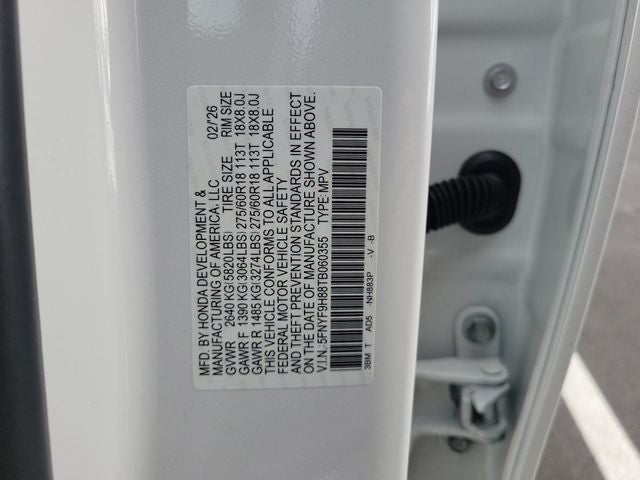 MFD. BY HONDA DEVELOPMENT &
MANUFACTURING OF AMERICA, LLC 02/'26
GVWR 2640 KG(5820LBS) TIRE SIZE RIM SIZE
GAWR F 1390 KG(3064LBS)275/60R18 113T 18X8.0J
GAWR R 1485 KG(3274LBS)275/60R18 113T 18X8.0J
THIS VEHICLE CONFORMS TO ALL APPLICABLE
FEDERAL MOTOR VEHICLE SAFETY
AND THEFT PREVENTION STANDARDS IN EFFECT
ON THE DATE OF MANUFACTURE SHOWN ABOVE.
V.I.N.:5FNYF9H88TB060355 TYPE:MPV
3BM T AD5 -NH883P -V -B